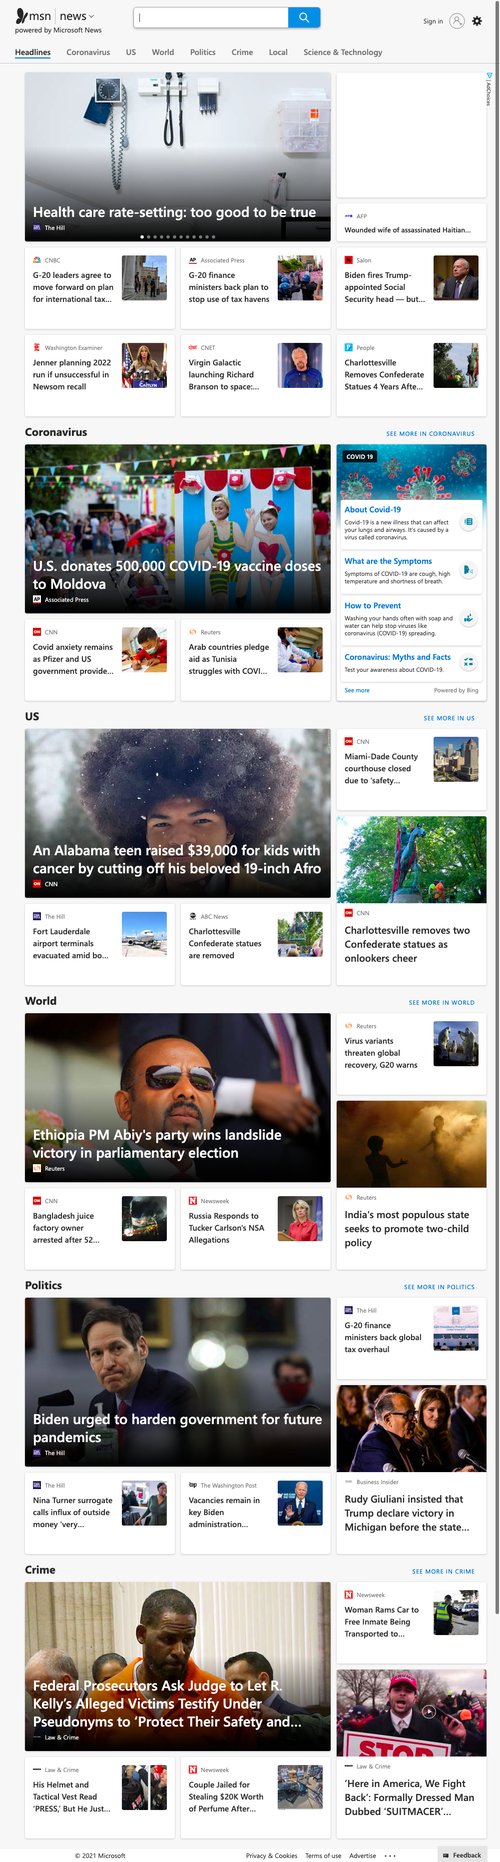 msn news
powered by Microsoft News
Sign in
Headlines Coronavirus US World Politics Crime Local Science & Technology
Health care rate-setting: too good to be true
The Hill
AdChoices
AFP
Wounded wife of assassinated Haitian...
CNBC
G-20 leaders agree to
move forward on plan
for international tax...
Associated Press
G-20 finance
ministers back plan to
stop use of tax havens
Salon
Biden fires Trump-
appointed Social
Security head — but...
Washington Examiner
Jenner planning 2022
run if unsuccessful in
Newsom recall
CNET
Virgin Galactic
launching Richard
Branson to space:...
People
Charlottesville
Removes Confederate
Statues 4 Years Afte...
Coronavirus
SEE MORE IN CORONAVIRUS
U.S. donates 500,000 COVID-19 vaccine doses
to Moldova
Associated Press
COVID 19
About Covid-19
Covid-19 is a new illness that can affect
your lungs and airways. It's caused by a
virus called coronavirus.
What are the Symptoms
Symptoms of COVID-19 are cough, high
temperature and shortness of breath.
How to Prevent
Washing your hands often with soap and
water can help stop viruses like
coronavirus (COVID-19) spreading.
Coronavirus: Myths and Facts
Test your awareness about COVID-19.
See more
Powered by Bing
CNN
Covid anxiety remains
as Pfizer and US
government provide...
Reuters
Arab countries pledge
aid as Tunisia
struggles with COVI...
US
SEE MORE IN US
An Alabama teen raised $39,000 for kids with
cancer by cutting off his beloved 19-inch Afro
CNN
CNN
Miami-Dade County
courthouse closed
due to 'safety...
CNN
Charlottesville removes two
Confederate statues as
onlookers cheer
The Hill
Fort Lauderdale
airport terminals
evacuated amid bo...
ABC News
Charlottesville
Confederate statues
are removed
World
SEE MORE IN WORLD
Ethiopia PM Abiy's party wins landslide
victory in parliamentary election
Reuters
Reuters
Virus variants
threaten global
recovery, G20 warns
Reuters
India's most populous state
seeks to promote two-child
policy
CNN
Bangladesh juice
factory owner
arrested after 52...
Newsweek
Russia Responds to
Tucker Carlson's NSA
Allegations
Politics
SEE MORE IN POLITICS
Biden urged to harden government for future
pandemics
The Hill
The Hill
G-20 finance
ministers back global
tax overhaul
Business Insider
Rudy Giuliani insisted that
Trump declare victory in
Michigan before the state...
The Hill
Nina Turner surrogate
calls influx of outside
money 'very...
The Washington Post
Vacancies remain in
key Biden
administration...
Crime
SEE MORE IN CRIME
Federal Prosecutors Ask Judge to Let R.
Kelly's Alleged Victims Testify Under
Pseudonyms to 'Protect Their Safety and...
Law & Crime
Newsweek
Woman Rams Car to
Free Inmate Being
Transported to...
STOP
Law & Crime
'Here in America, We Fight
Back': Formally Dressed Man
Dubbed 'SUITMACER'...
Law & Crime
His Helmet and
Tactical Vest Read
'PRESS,' But He Just...
Newsweek
Couple Jailed for
Stealing $20K Worth
of Perfume After...
© 2021 Microsoft
Privacy & Cookies Terms of use Advertise ...
Feedback